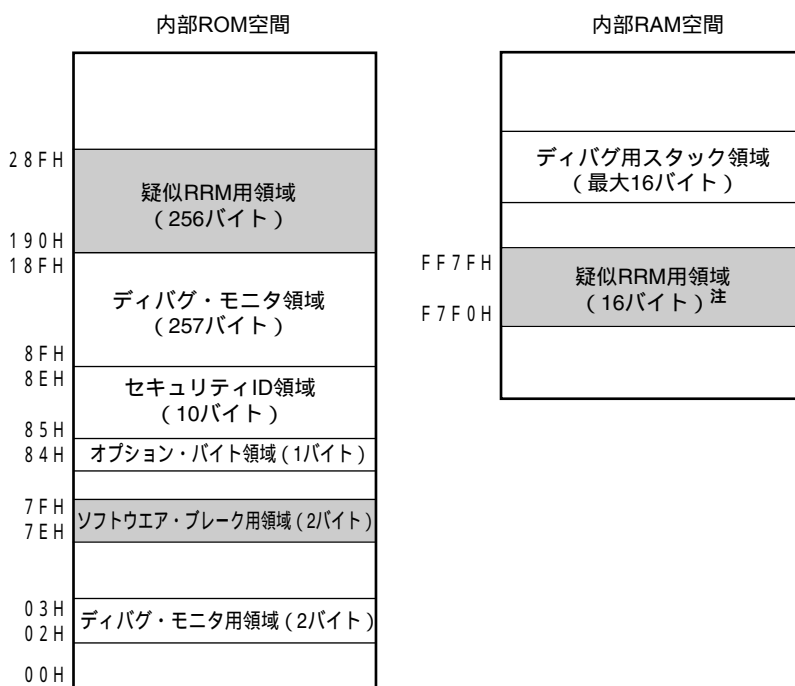 内部ROM空間
28FH
疑似RRM用領域
(256バイト)
190H
18FH
ディバグ・モニタ領域
(257バイト)
8FH
8EH
セキュリティID領域
(10バイト)
85H
84H
オプション・バイト領域(1バイト)
7FH
7EH
ソフトウエア・ブレーク用領域(2バイト)
03H
02H
ディバグ・モニタ用領域(2バイト)
00H
内部RAM空間
ディバグ用スタック領域
(最大16バイト)
FF7FH
F7F0H
疑似RRM用領域
(16バイト)注